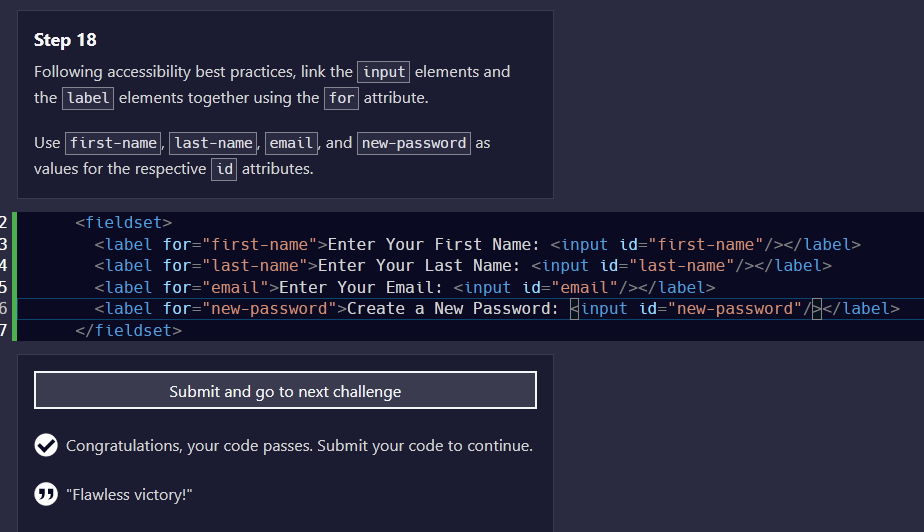 Step 18
Following accessibility best practices, link the input elements and
the label elements together using the for attribute.
Use first-name, last-name, email, and new-password as
values for the respective id attributes.
2 <fieldset>
3 <label for="first-name">Enter Your First Name: <input id="first-name"/></label>
4 <label for="last-name">Enter Your Last Name: <input id="last-name"/></label>
5 <label for="email">Enter Your Email: <input id="email"/></label>
6 <label for="new-password">Create a New Password: <input id="new-password"/></label>
7 </fieldset>
Submit and go to next challenge
Congratulations, your code passes. Submit your code to continue.
"Flawless victory!"